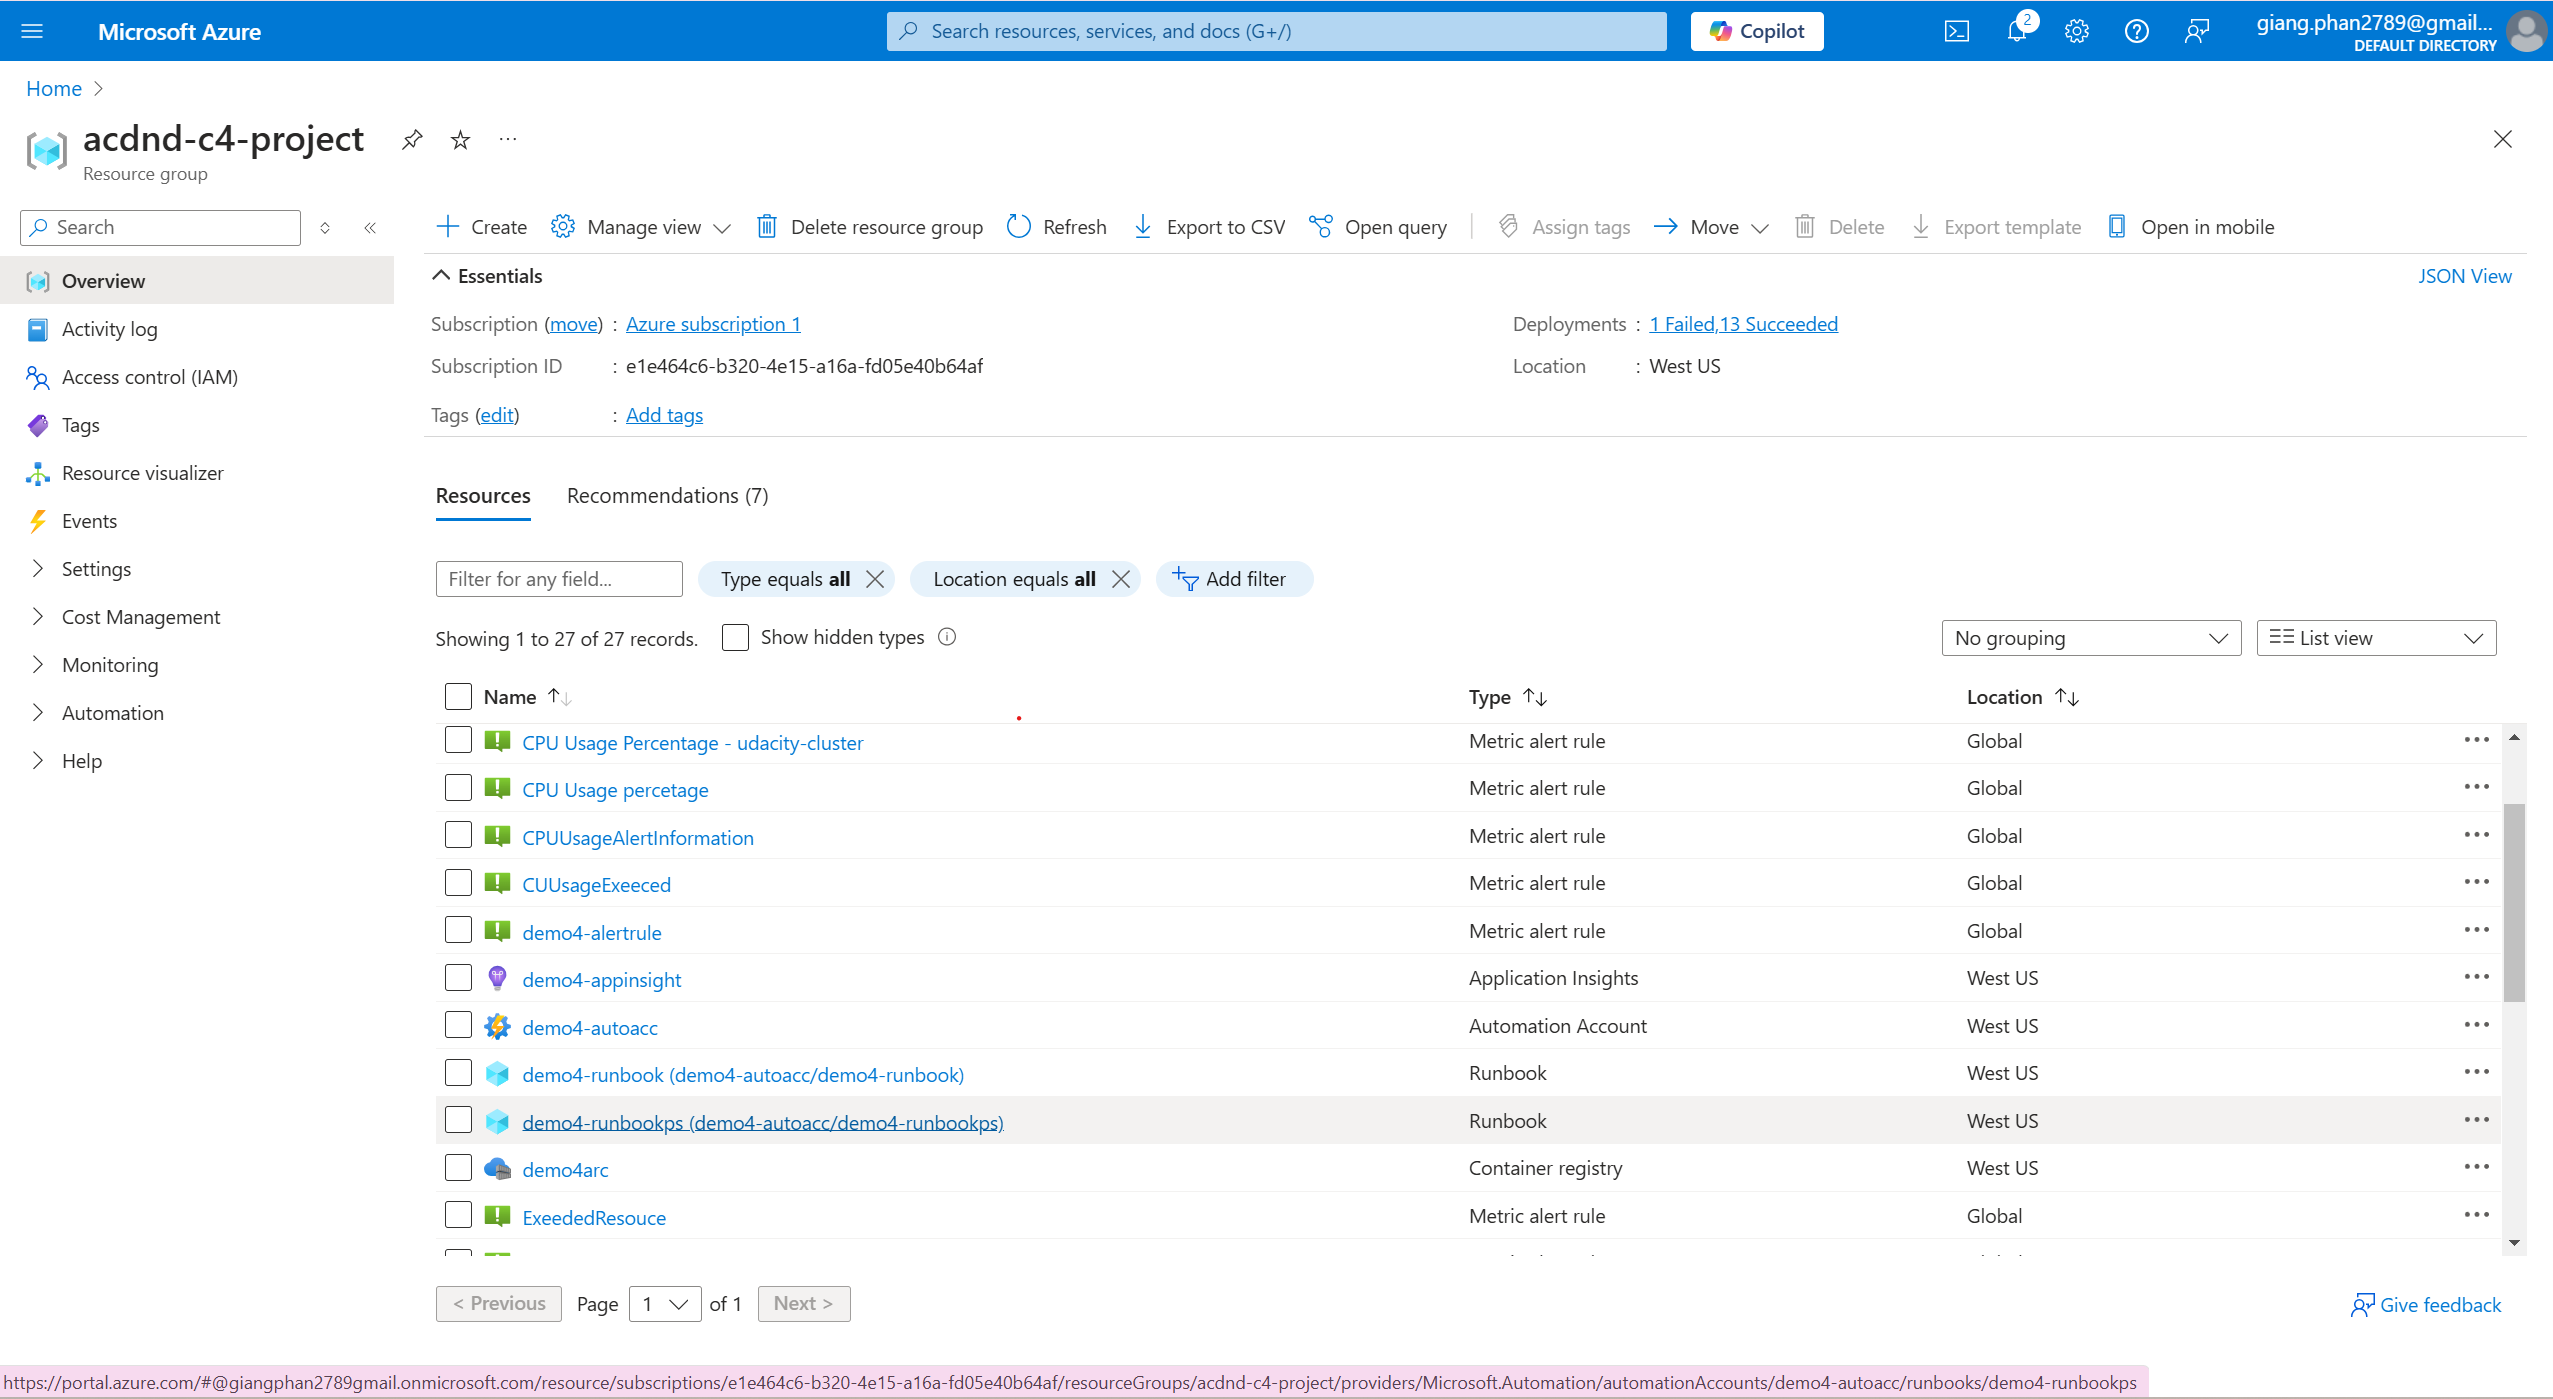 Microsoft Azure
Search resources, services, and docs (G+/)
Copilot
2
giang.phan2789@gmail...
DEFAULT DIRECTORY
Home
acdnd-c4-project
Resource group
Search
Create
Manage view
Delete resource group
Refresh
Export to CSV
Open query
Assign tags
Move
Delete
Export template
Open in mobile
Overview
Activity log
Access control (IAM)
Tags
Resource visualizer
Events
Settings
Cost Management
Monitoring
Automation
Help
Essentials
JSON View
Subscription (move) : Azure subscription 1
Subscription ID : e1e464c6-b320-4e15-a16a-fd05e40b64af
Tags (edit) : Add tags
Deployments : 1 Failed,13 Succeeded
Location : West US
Resources
Recommendations (7)
Filter for any field...
Type equals all
Location equals all
Add filter
Showing 1 to 27 of 27 records.
Show hidden types
No grouping
List view
Name Type Location
CPU Usage Percentage - udacity-cluster Metric alert rule Global
CPU Usage percetage Metric alert rule Global
CPUUsageAlertInformation Metric alert rule Global
CUUsageExeeced Metric alert rule Global
demo4-alertrule Metric alert rule Global
demo4-appinsight Application Insights West US
demo4-autoacc Automation Account West US
demo4-runbook (demo4-autoacc/demo4-runbook) Runbook West US
demo4-runbookps (demo4-autoacc/demo4-runbookps) Runbook West US
demo4arc Container registry West US
ExeededResouce Metric alert rule Global
< Previous Page 1 of 1 Next >
Give feedback
https://portal.azure.com/#@giangphan2789gmail.onmicrosoft.com/resource/subscriptions/e1e464c6-b320-4e15-a16a-fd05e40b64af/resourceGroups/acdnd-c4-project/providers/Microsoft.Automation/automationAccounts/demo4-autoacc/runbooks/demo4-runbookps